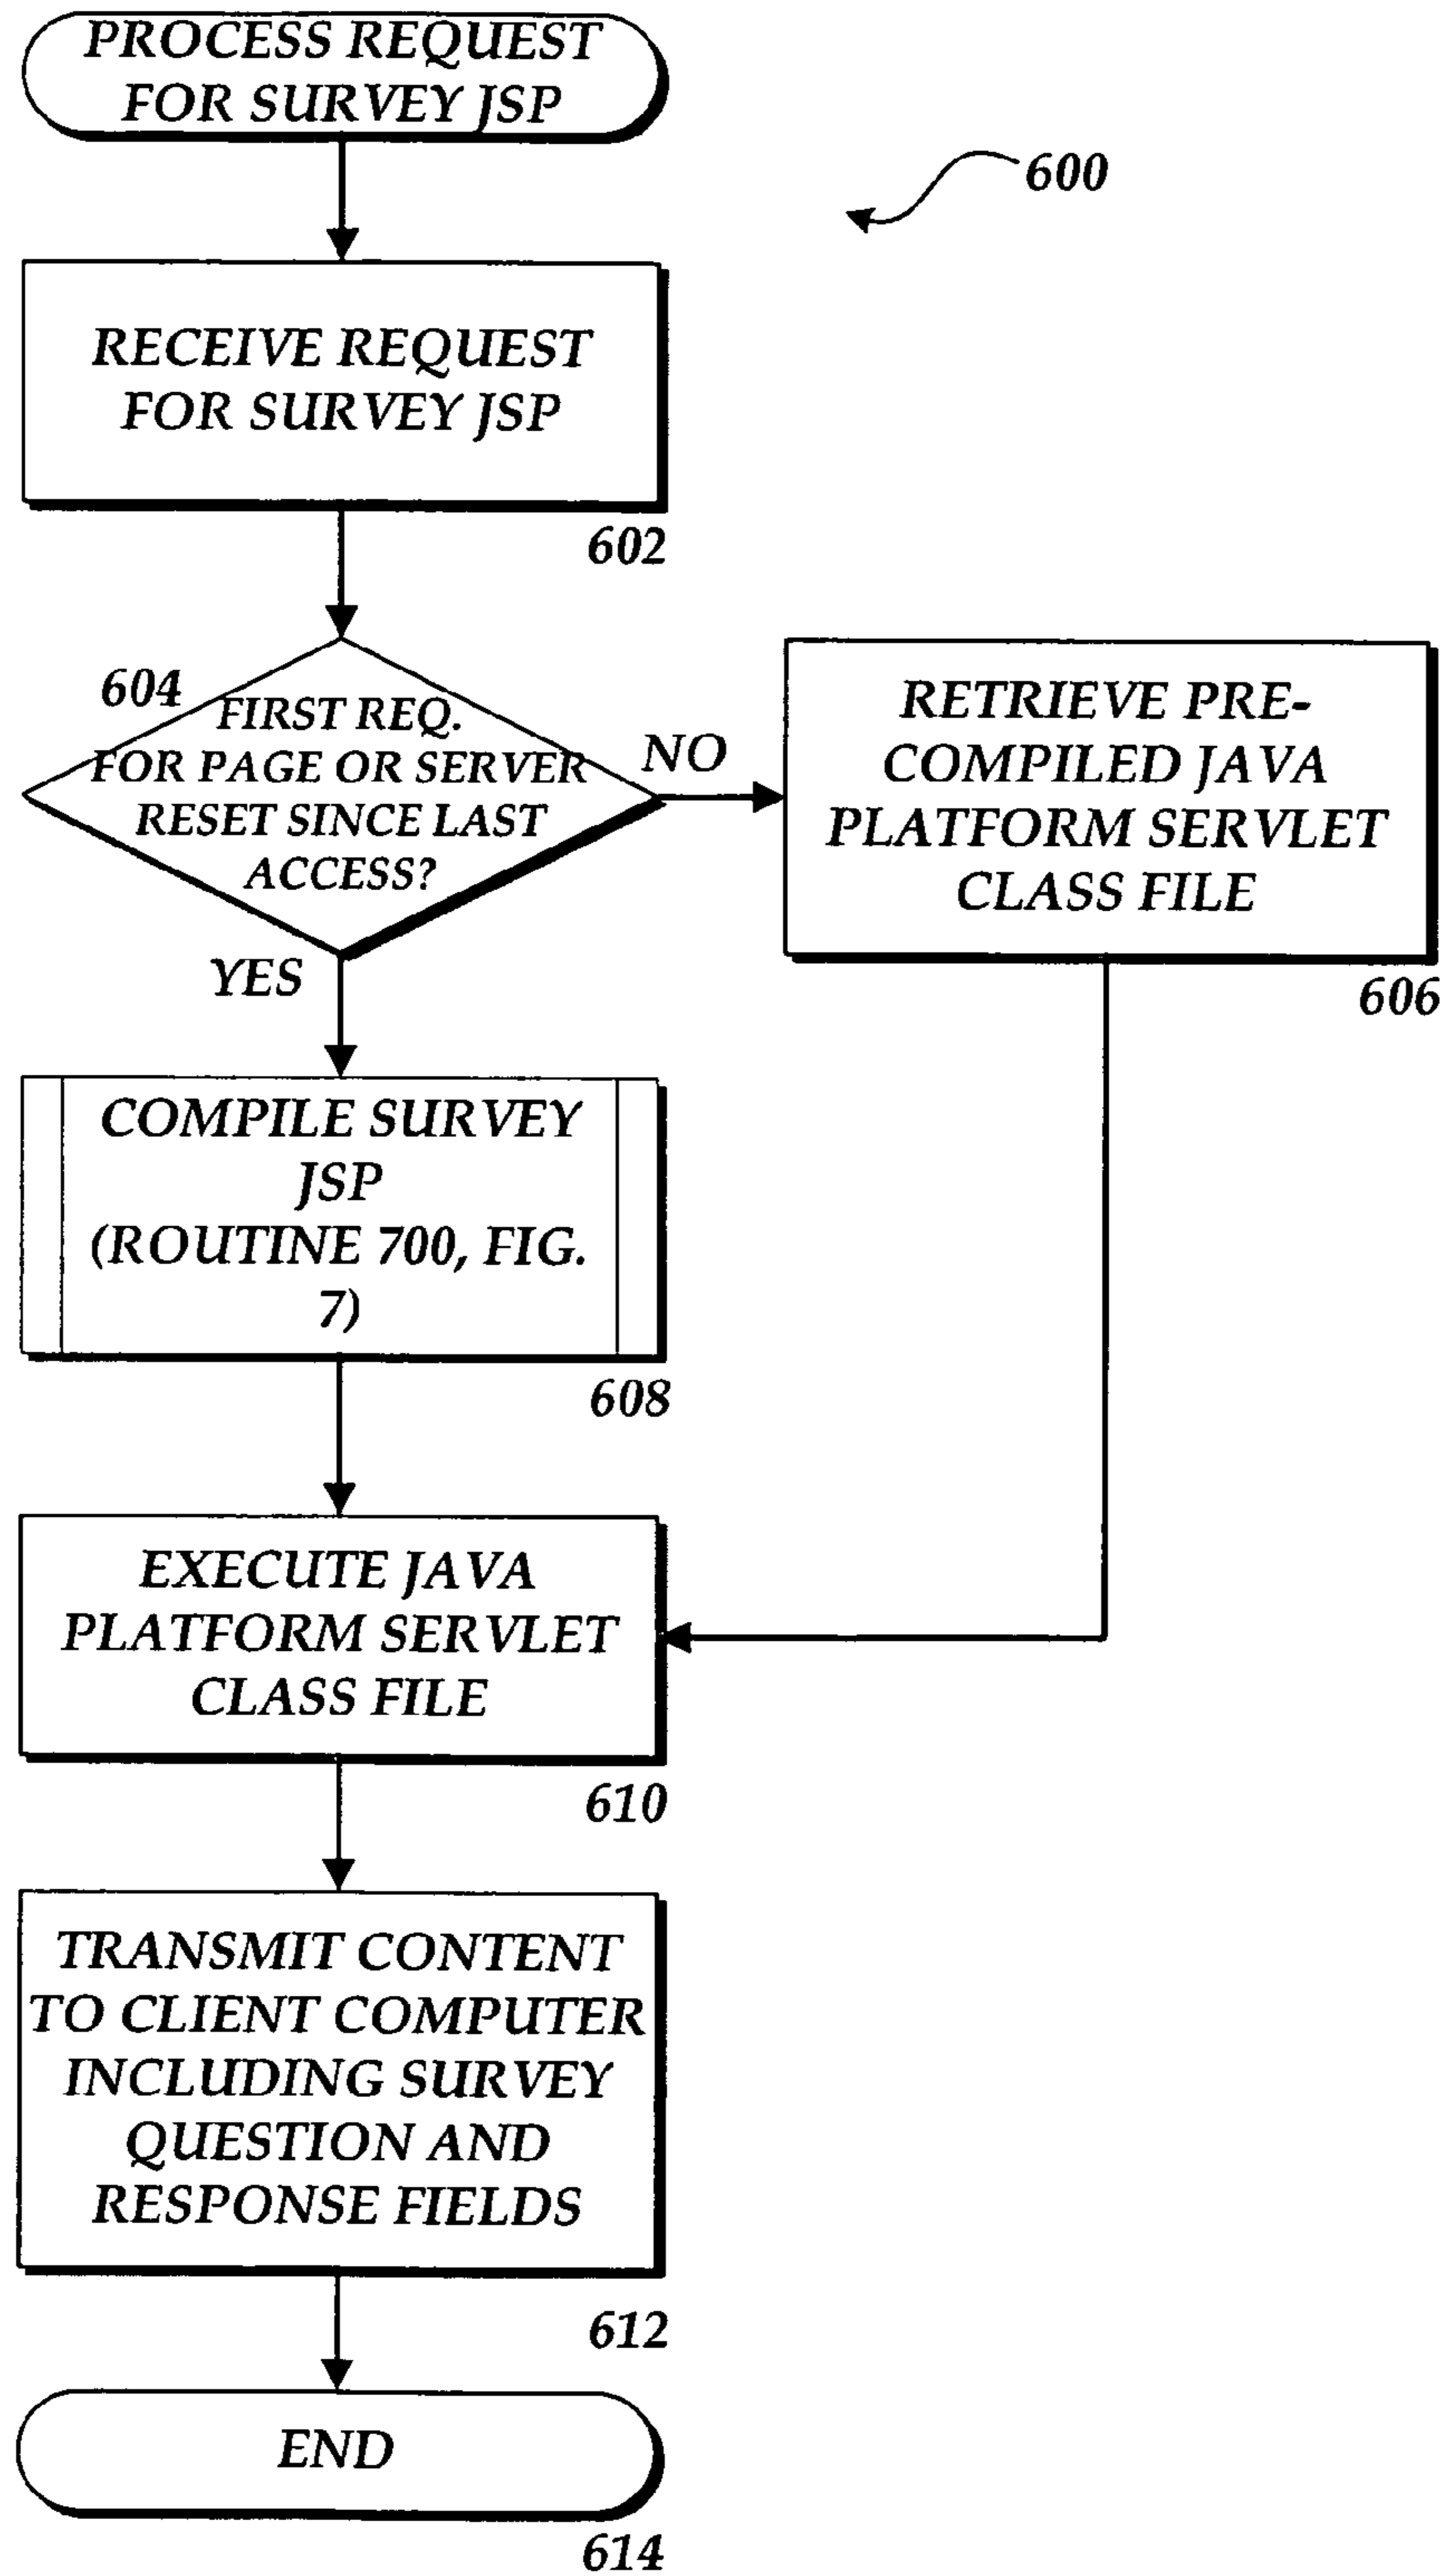 PROCESS REQUEST
FOR SURVEY JSP
600
RECEIVE REQUEST
FOR SURVEY JSP
602
604
FIRST REQ.
FOR PAGE OR SERVER
RESET SINCE LAST
ACCESS?
NO
YES
RETRIEVE PRE-
COMPILED JAVA
PLATFORM SERVLET
CLASS FILE
606
COMPILE SURVEY
JSP
(ROUTINE 700, FIG.
7)
608
EXECUTE JAVA
PLATFORM SERVLET
CLASS FILE
610
TRANSMIT CONTENT
TO CLIENT COMPUTER
INCLUDING SURVEY
QUESTION AND
RESPONSE FIELDS
612
END
614